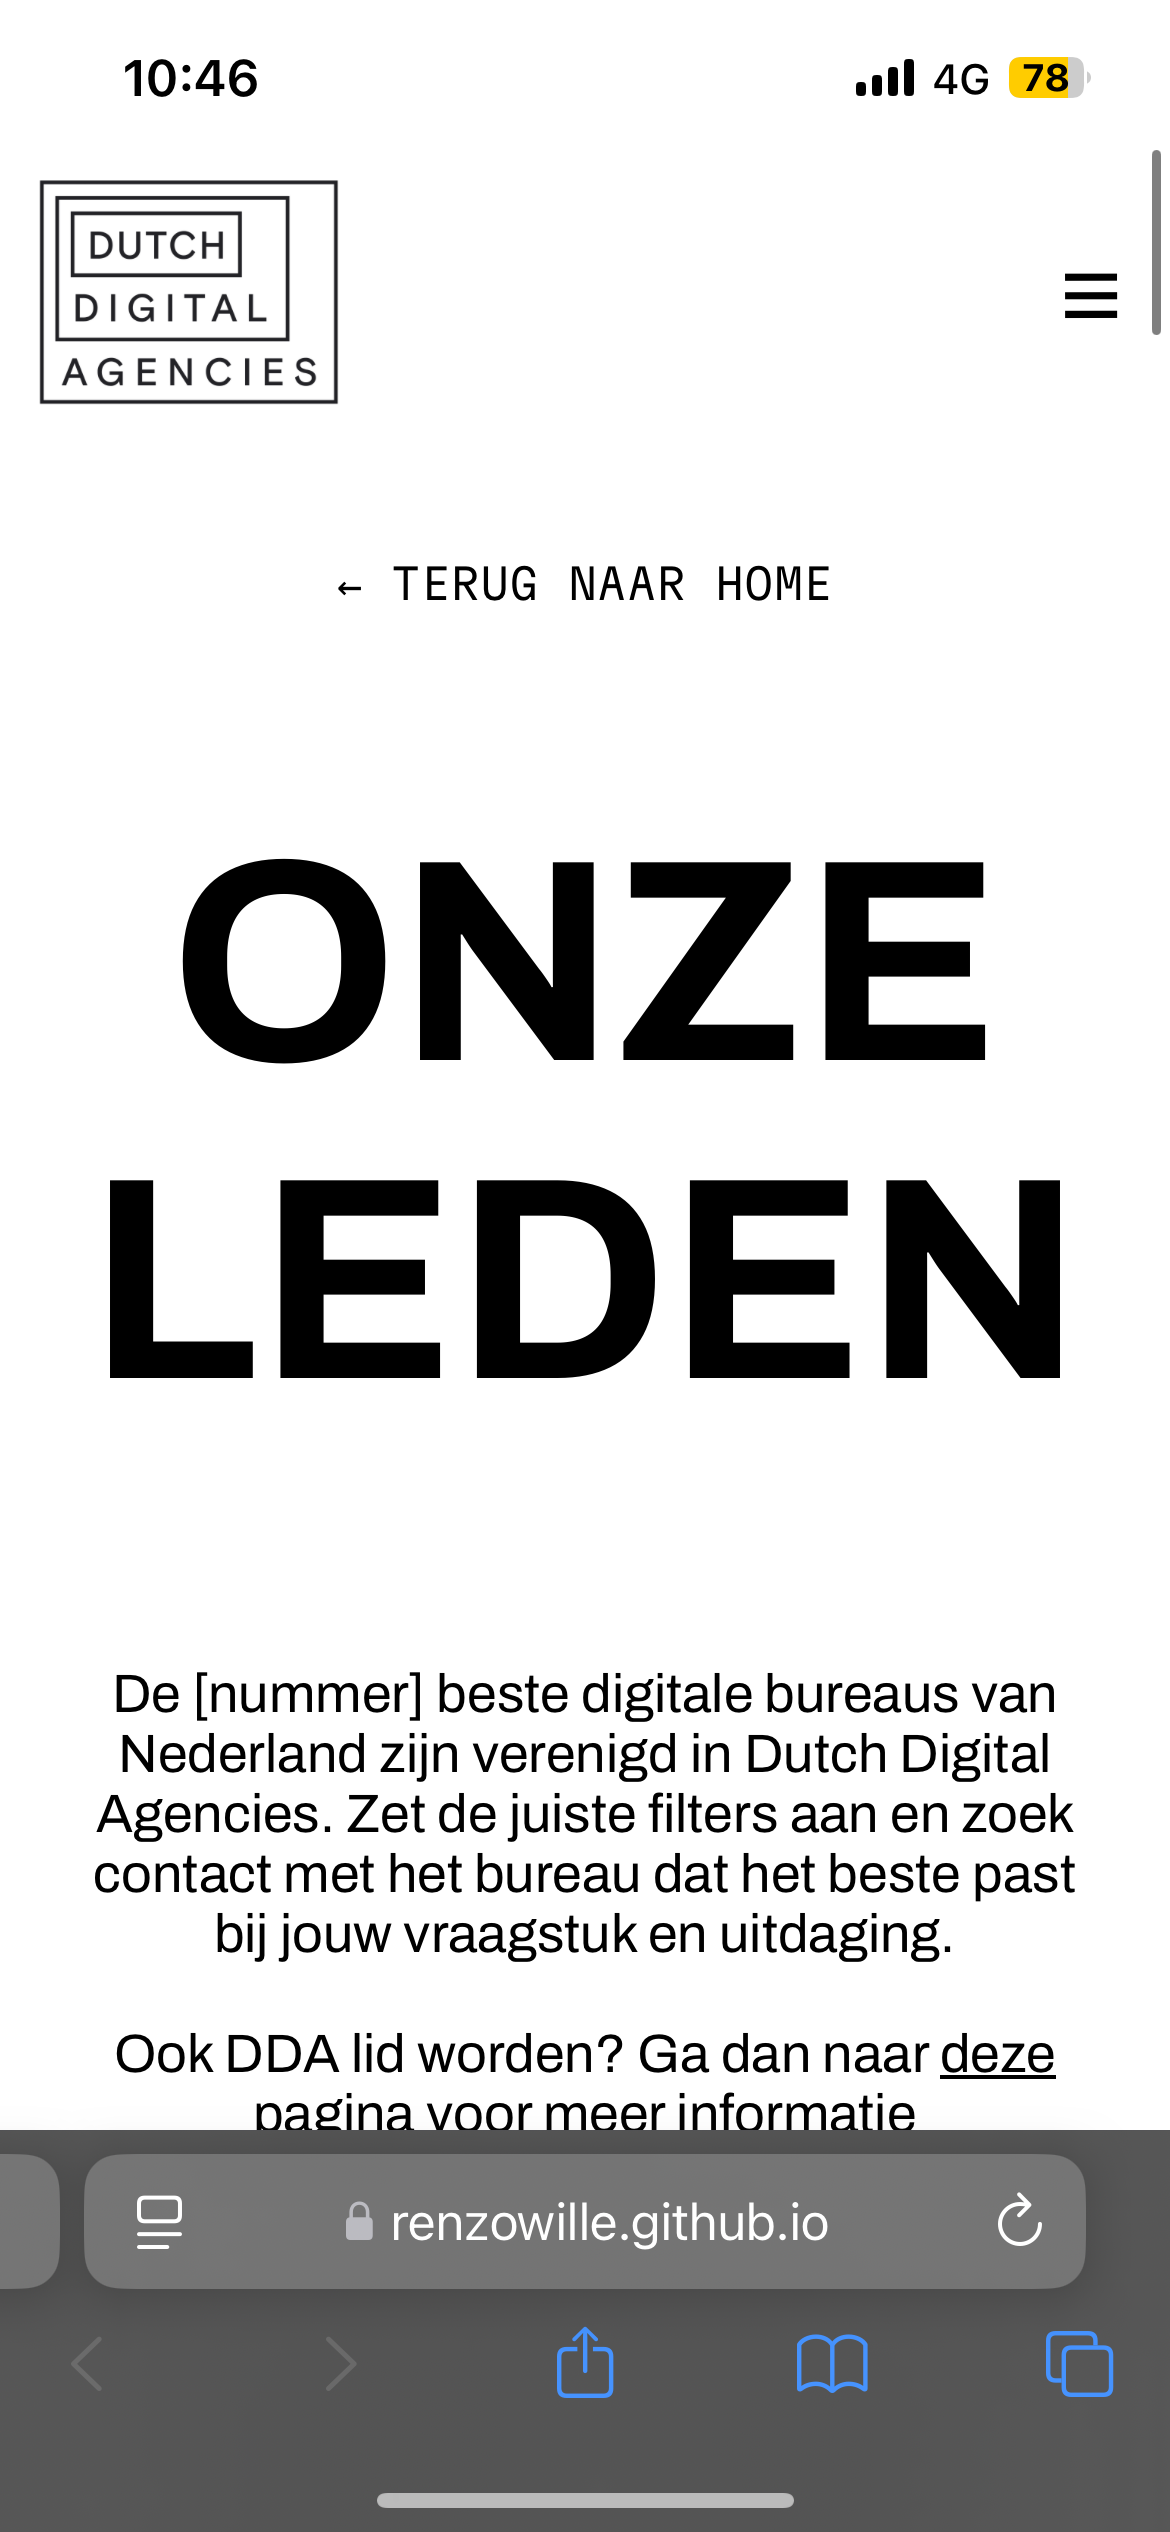 10:46
4G 78
DUTCH
DIGITAL
AGENCIES
← TERUG NAAR HOME
ONZE
LEDEN
De [nummer] beste digitale bureaus van
Nederland zijn verenigd in Dutch Digital
Agencies. Zet de juiste filters aan en zoek
contact met het bureau dat het beste past
bij jouw vraagstuk en uitdaging.
Ook DDA lid worden? Ga dan naar deze
pagina voor meer informatie
renzowille.github.io